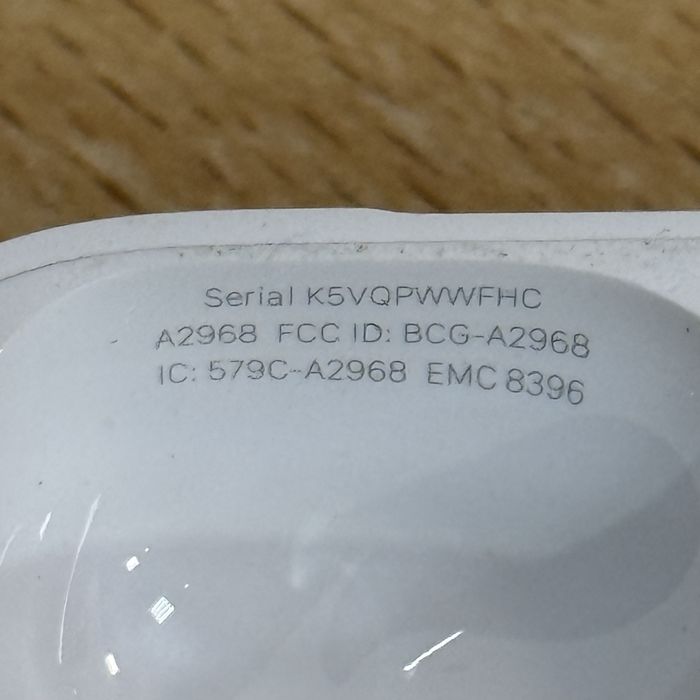 Serial K5VQPWWFHC
A2968 FCC ID: BCG-A2968
IC: 579C-A2968 EMC 8396